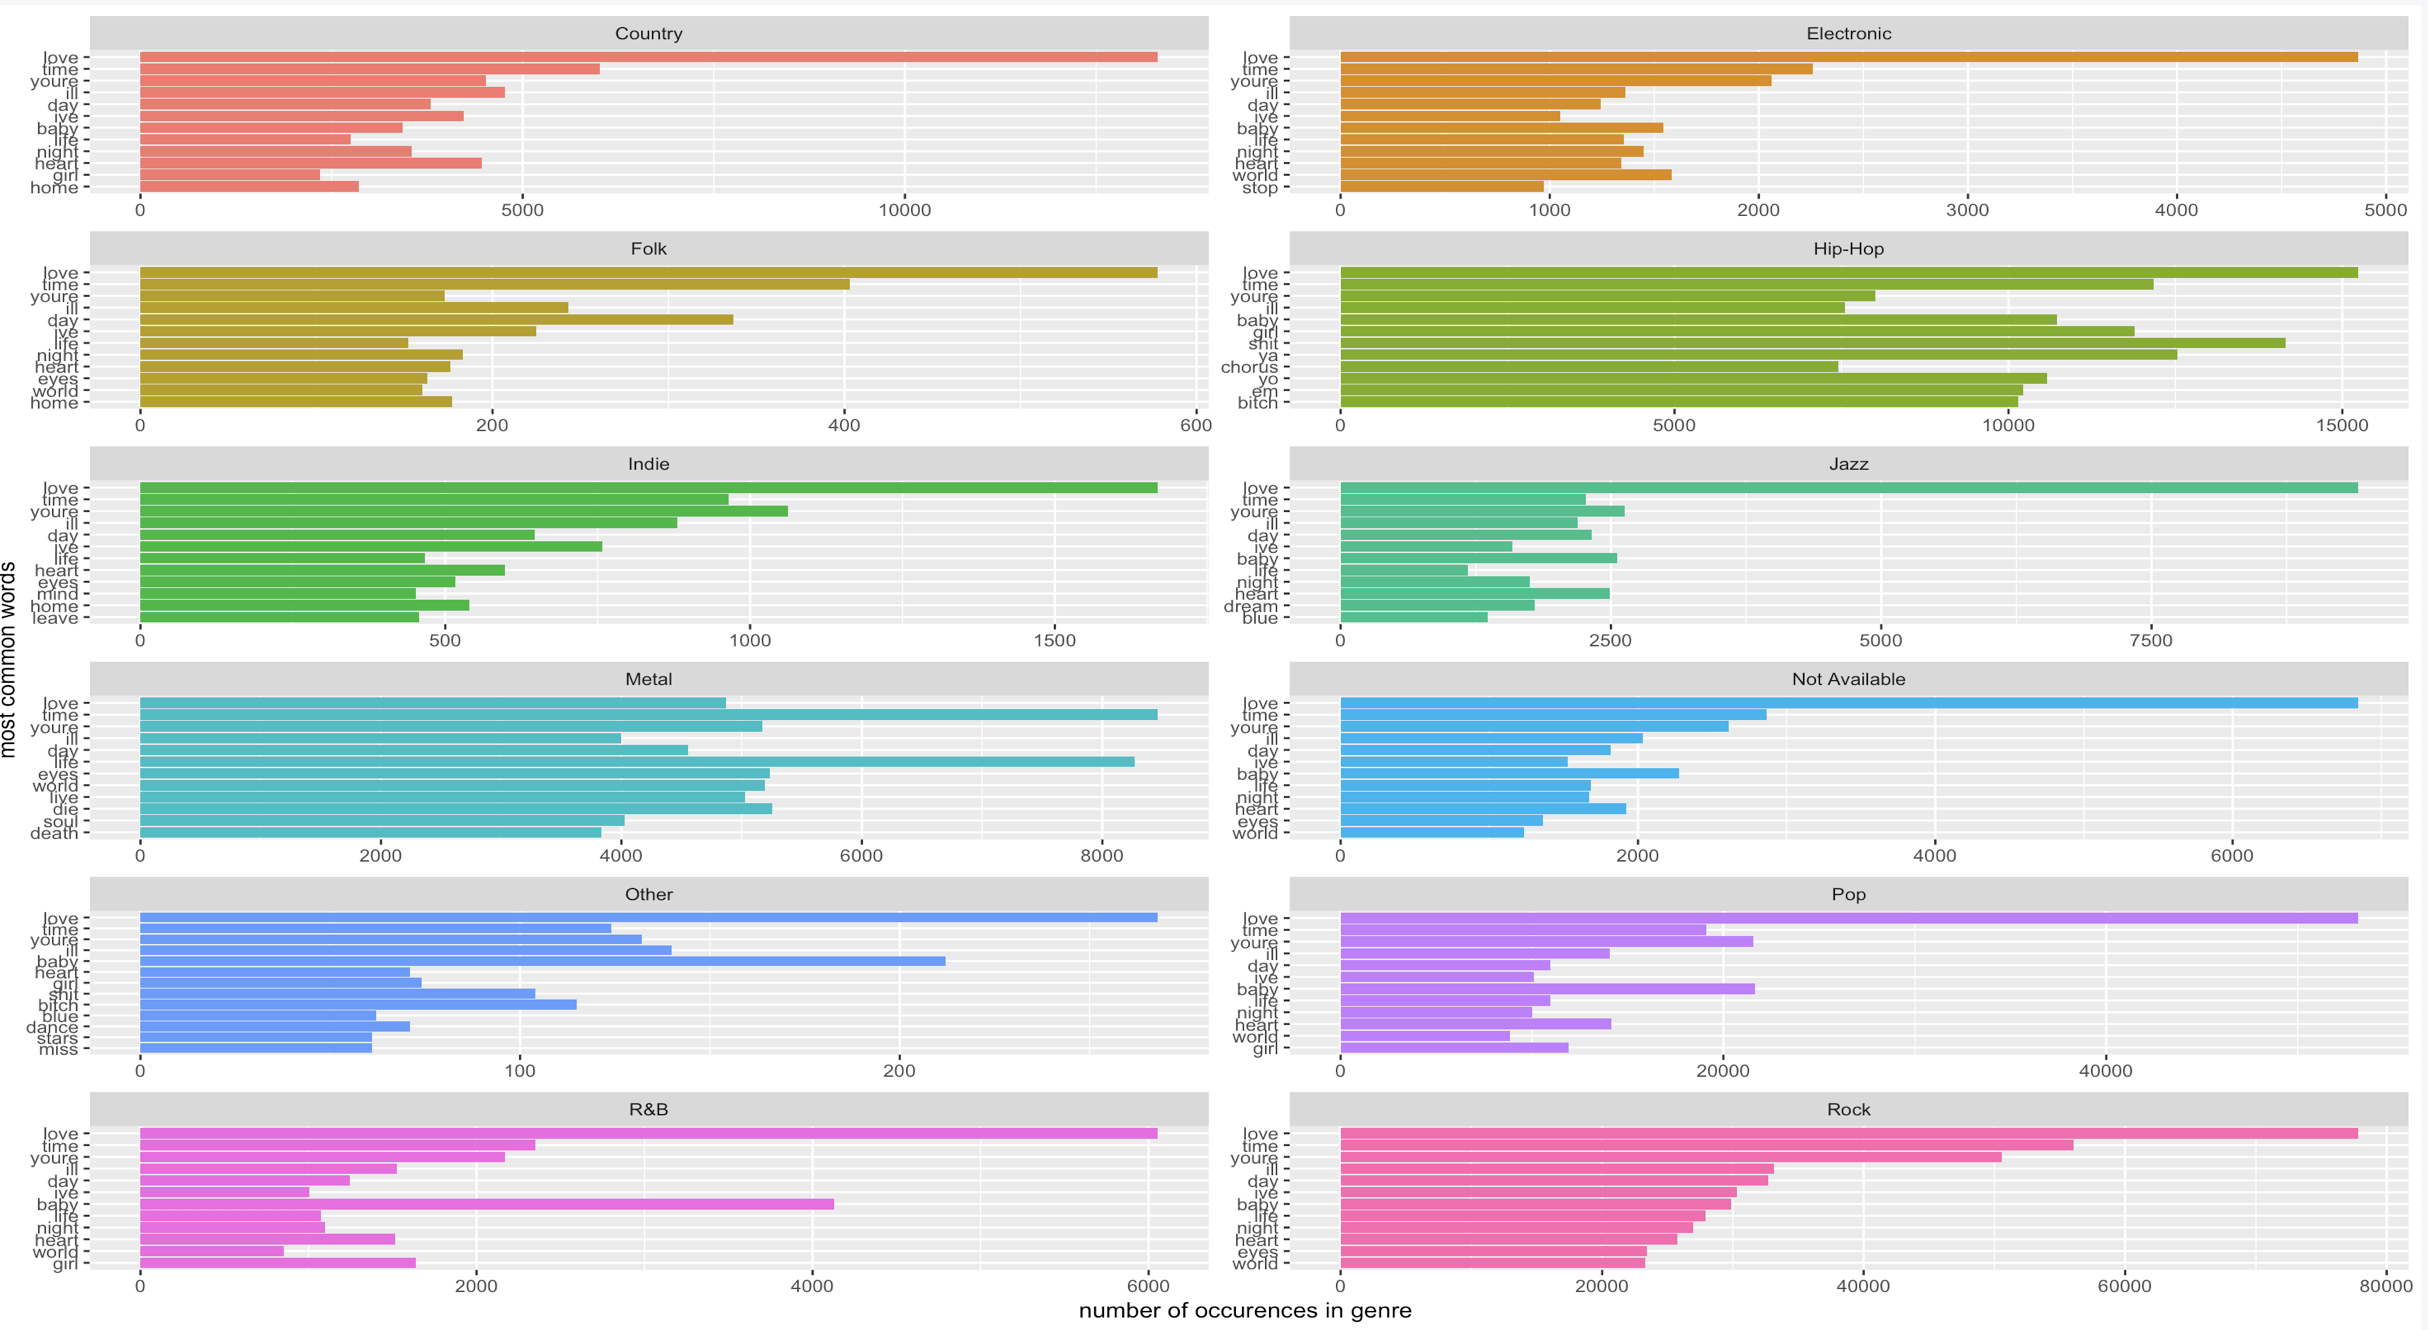 most common words
Country
love
time
youre
ill
day
ive
baby
life
night
heart
girl
home
0 5000 10000
Electronic
love
time
youre
ill
day
ive
baby
life
night
heart
world
stop
0 1000 2000 3000 4000 5000
Folk
love
time
youre
ill
day
ive
life
night
heart
eyes
world
home
0 200 400 600
Hip-Hop
love
time
youre
ill
baby
girl
shit
ya
chorus
yo
em
bitch
0 5000 10000 15000
Indie
love
time
youre
ill
day
ive
life
heart
eyes
mind
home
leave
0 500 1000 1500
Jazz
love
time
youre
ill
day
ive
baby
life
night
heart
dream
blue
0 2500 5000 7500
Metal
love
time
youre
ill
day
life
eyes
world
live
die
soul
death
0 2000 4000 6000 8000
Not Available
love
time
youre
ill
day
ive
baby
life
night
heart
eyes
world
0 2000 4000 6000
Other
love
time
youre
ill
baby
heart
girl
shit
bitch
blue
dance
stars
miss
0 100 200
Pop
love
time
youre
ill
day
ive
baby
life
night
heart
world
girl
0 20000 40000
R&B
love
time
youre
ill
day
ive
baby
life
night
heart
world
girl
0 2000 4000 6000
Rock
love
time
youre
ill
day
ive
baby
life
night
heart
eyes
world
0 20000 40000 60000 80000
number of occurences in genre